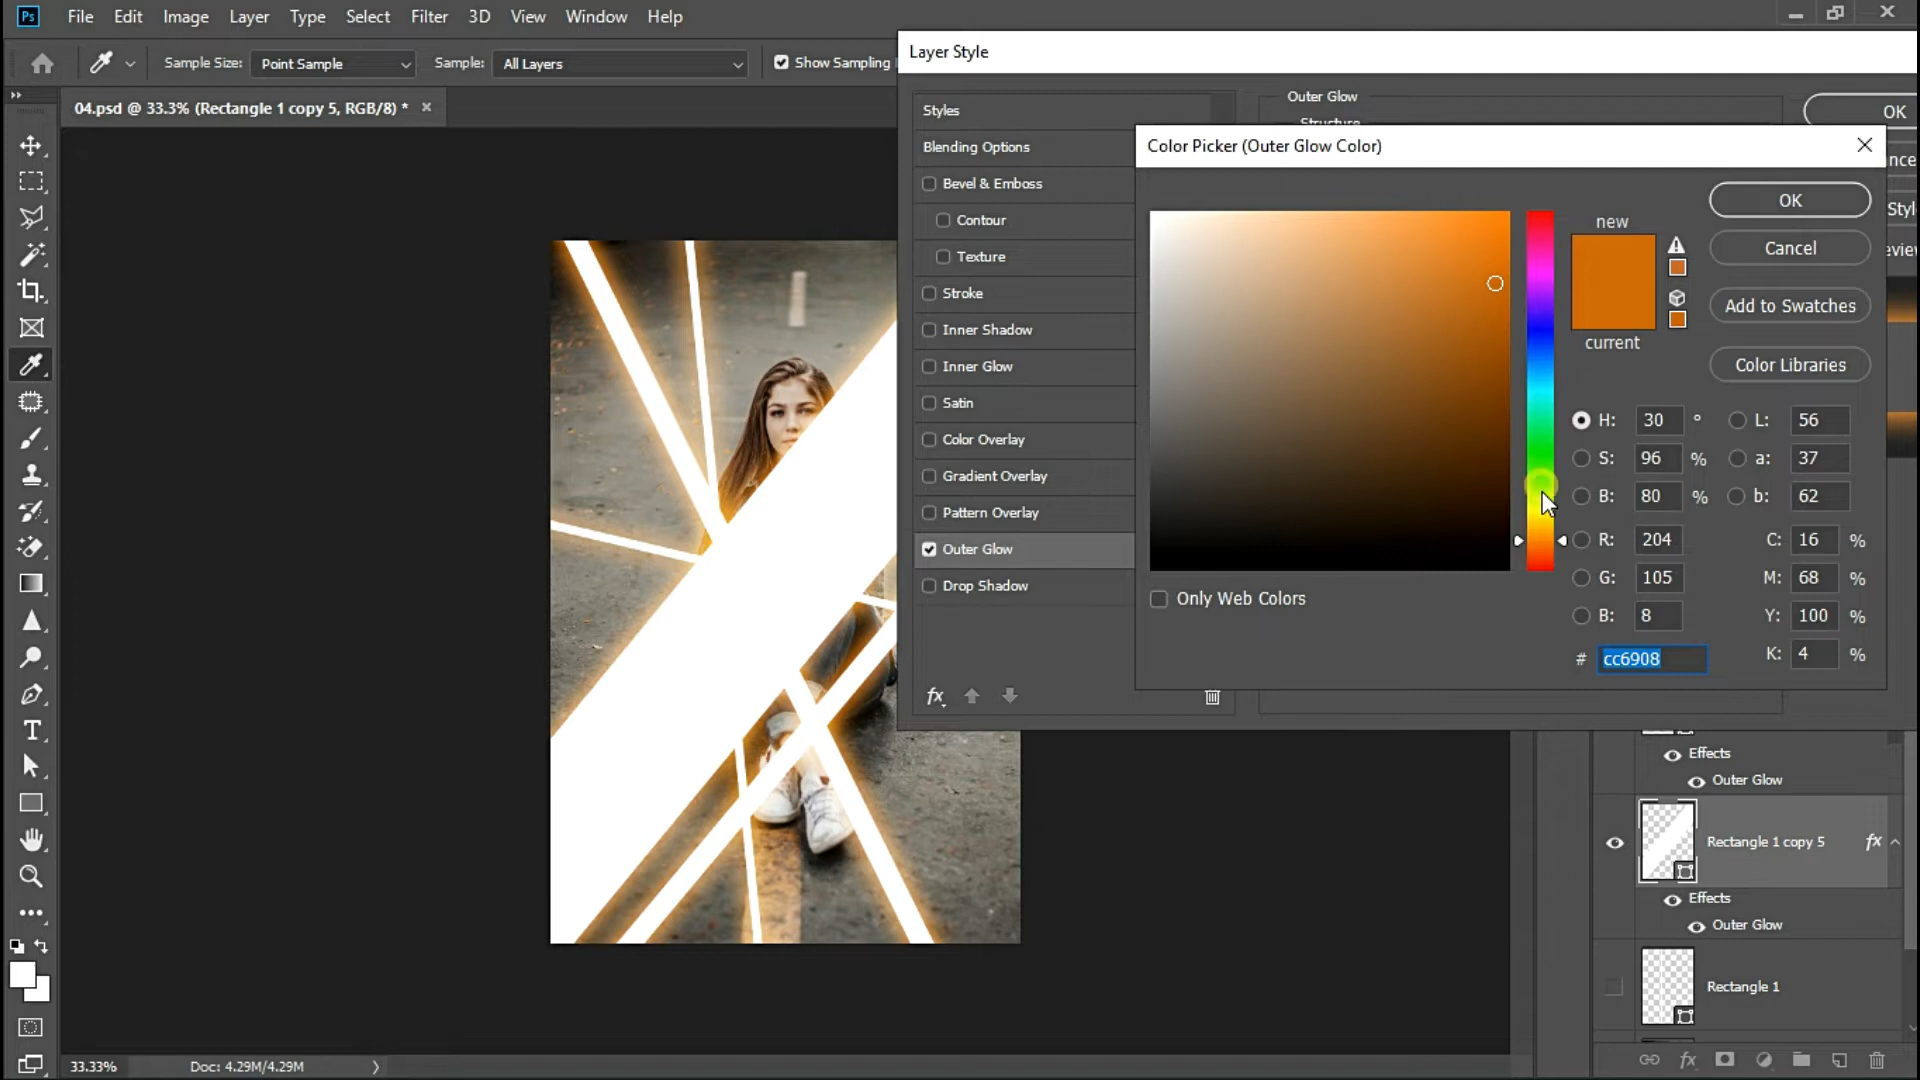 Ps File Edit Image Layer Type Select Filter 3D View Window Help
Sample Size: Point Sample Sample: All Layers Show Sampling
04.psd @ 33.3% (Rectangle 1 copy 5, RGB/8) *
Layer Style
Styles
Blending Options
Bevel & Emboss
Contour
Texture
Stroke
Inner Shadow
Inner Glow
Satin
Color Overlay
Gradient Overlay
Pattern Overlay
Outer Glow
Drop Shadow
fx
Outer Glow
Structure
OK
Color Picker (Outer Glow Color)
new
current
OK
Cancel
Add to Swatches
Color Libraries
H: 30 ° L: 56
S: 96 % a: 37
B: 80 % b: 62
R: 204 C: 16 %
G: 105 M: 68 %
B: 8 Y: 100 %
# cc6908 K: 4 %
Only Web Colors
Effects
Outer Glow
Rectangle 1 copy 5 fx
Effects
Outer Glow
Rectangle 1
fx
33.33% Doc: 4.29M/4.29M